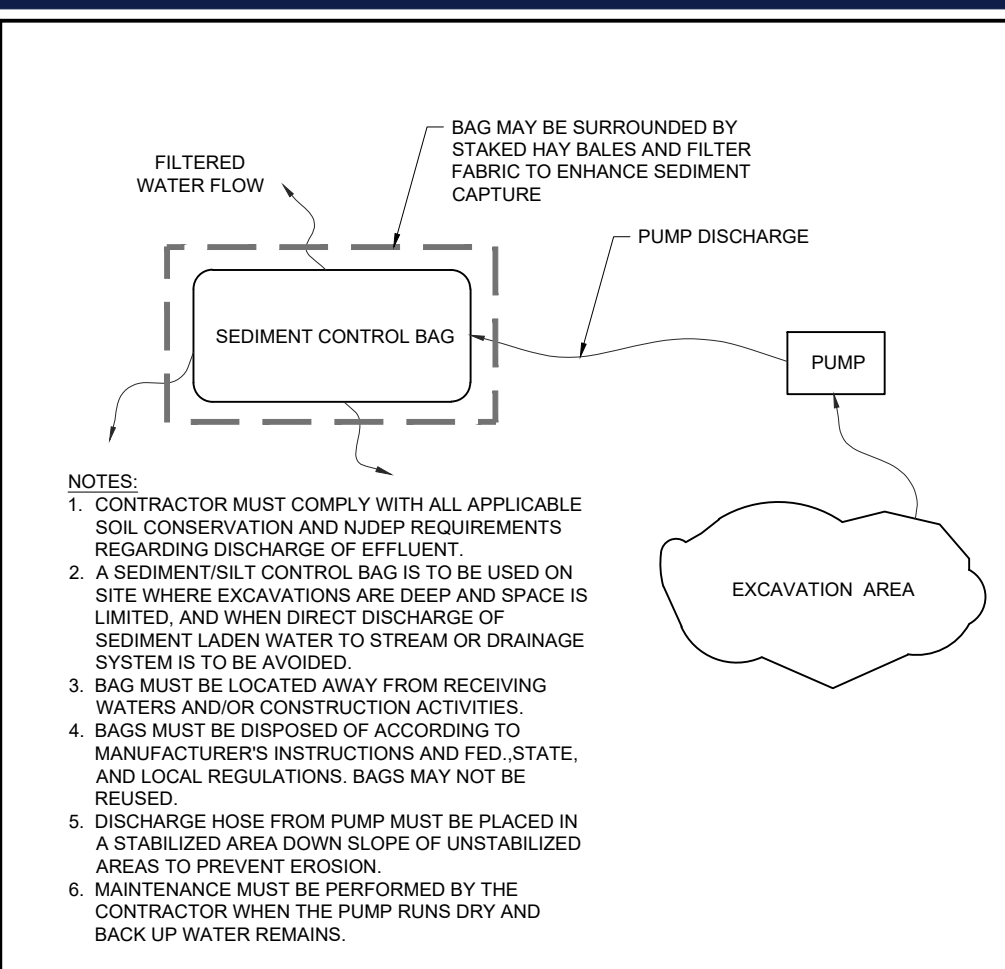 BAG MAY BE SURROUNDED BY
STAKED HAY BALES AND FILTER
FABRIC TO ENHANCE SEDIMENT
CAPTURE
FILTERED
WATER FLOW
PUMP DISCHARGE
SEDIMENT CONTROL BAG
PUMP
EXCAVATION AREA
NOTES:
1. CONTRACTOR MUST COMPLY WITH ALL APPLICABLE
SOIL CONSERVATION AND NJDEP REQUIREMENTS
REGARDING DISCHARGE OF EFFLUENT.
2. A SEDIMENT/SILT CONTROL BAG IS TO BE USED ON
SITE WHERE EXCAVATIONS ARE DEEP AND SPACE IS
LIMITED, AND WHEN DIRECT DISCHARGE OF
SEDIMENT LADEN WATER TO STREAM OR DRAINAGE
SYSTEM IS TO BE AVOIDED.
3. BAG MUST BE LOCATED AWAY FROM RECEIVING
WATERS AND/OR CONSTRUCTION ACTIVITIES.
4. BAGS MUST BE DISPOSED OF ACCORDING TO
MANUFACTURER'S INSTRUCTIONS AND FED.,STATE,
AND LOCAL REGULATIONS. BAGS MAY NOT BE
REUSED.
5. DISCHARGE HOSE FROM PUMP MUST BE PLACED IN
A STABILIZED AREA DOWN SLOPE OF UNSTABILIZED
AREAS TO PREVENT EROSION.
6. MAINTENANCE MUST BE PERFORMED BY THE
CONTRACTOR WHEN THE PUMP RUNS DRY AND
BACK UP WATER REMAINS.